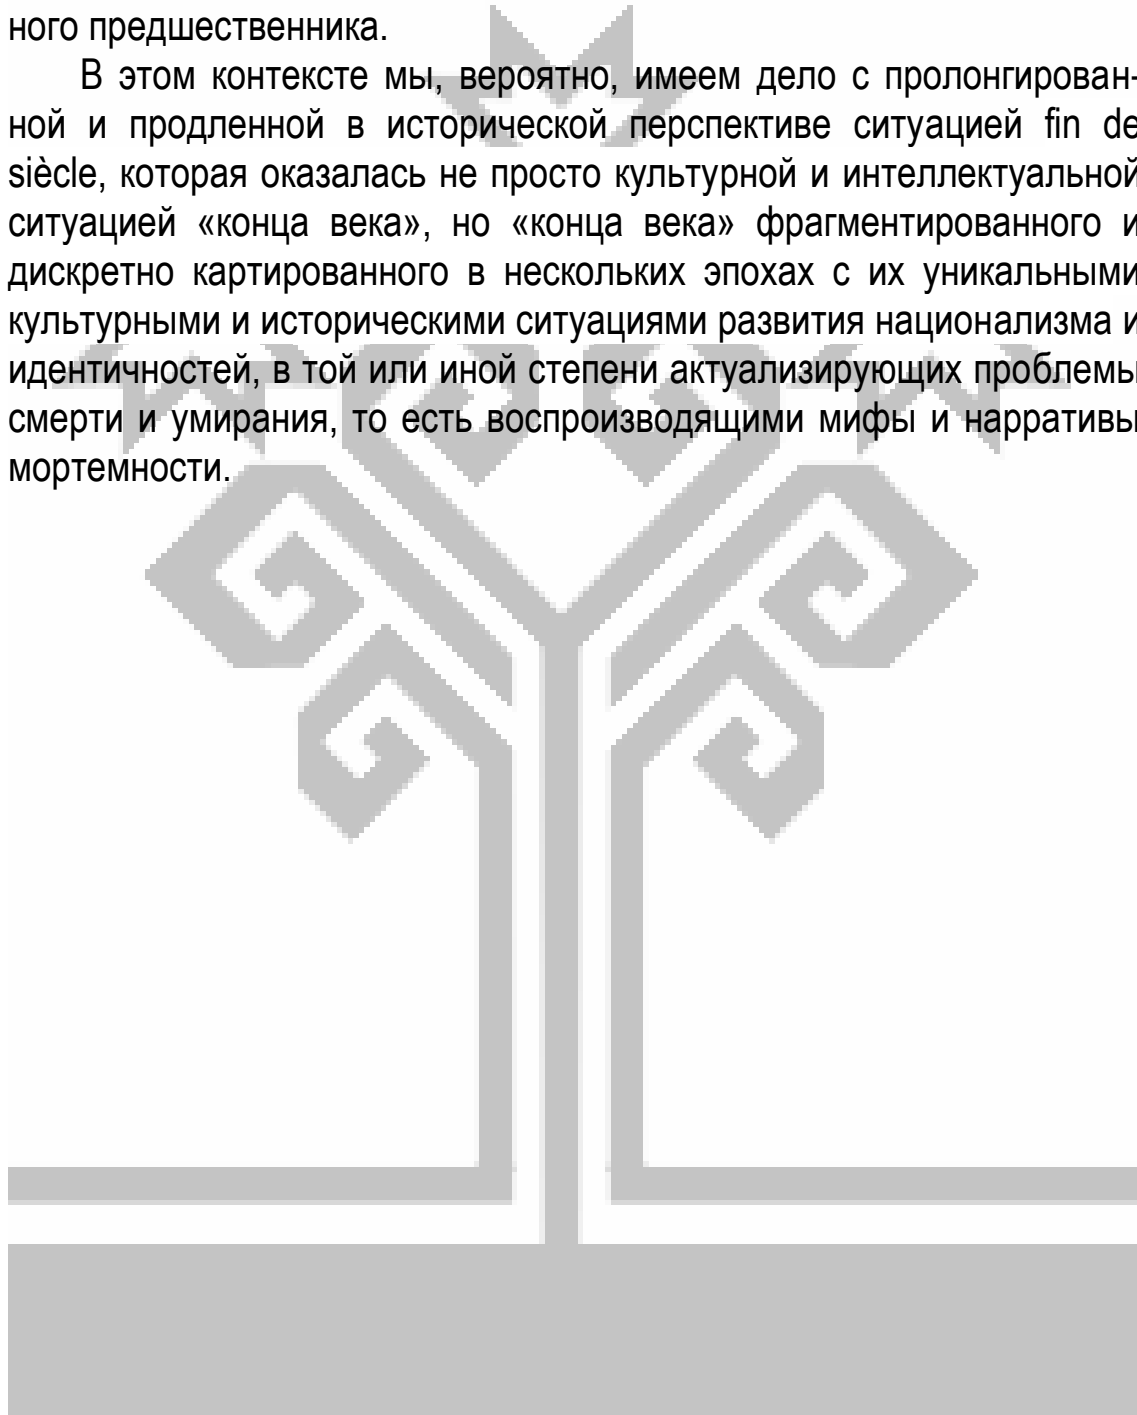 ного предшественника.
В этом контексте мы, вероятно, имеем дело с пролонгирован-
ной и продленной в исторической перспективе ситуацией fin de
siècle, которая оказалась не просто культурной и интеллектуальной
ситуацией «конца века», но «конца века» фрагментированного и
дискретно картированного в нескольких эпохах с их уникальными
культурными и историческими ситуациями развития национализма и
идентичностей, в той или иной степени актуализирующих проблемы
смерти и умирания, то есть воспроизводящими мифы и нарративы
мортемности.